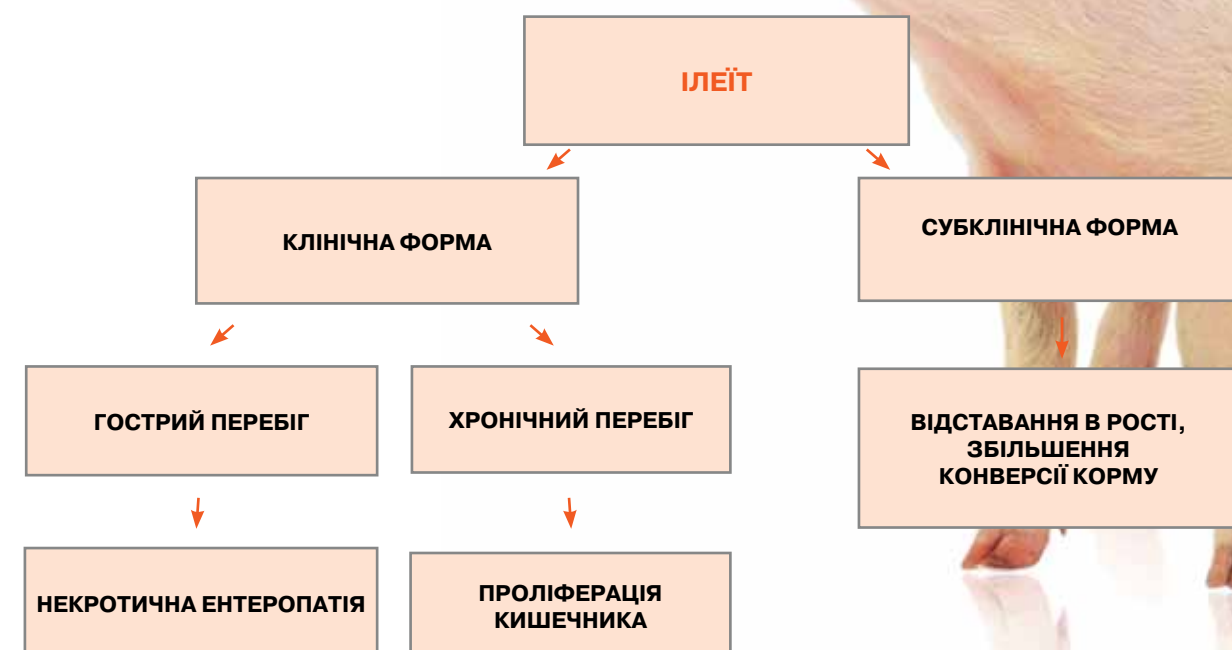 ІЛЕЇТ
КЛІНІЧНА ФОРМА
СУБКЛІНІЧНА ФОРМА
ГОСТРИЙ ПЕРЕБІГ
ХРОНІЧНИЙ ПЕРЕБІГ
ВІДСТАВАННЯ В РОСТІ,
ЗБІЛЬШЕННЯ
КОНВЕРСІЇ КОРМУ
НЕКРОТИЧНА ЕНТЕРОПАТІЯ
ПРОЛІФЕРАЦІЯ
КИШЕЧНИКА